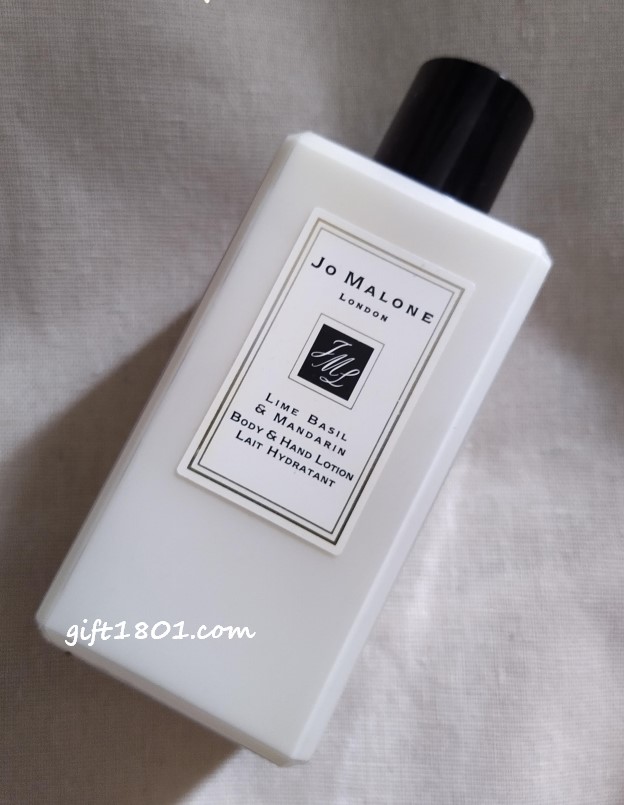 JO MALONE
LONDON
JML
LIME BASIL
& MANDARIN
BODY & HAND LOTION
LAIT HYDRATANT
gift1801.com